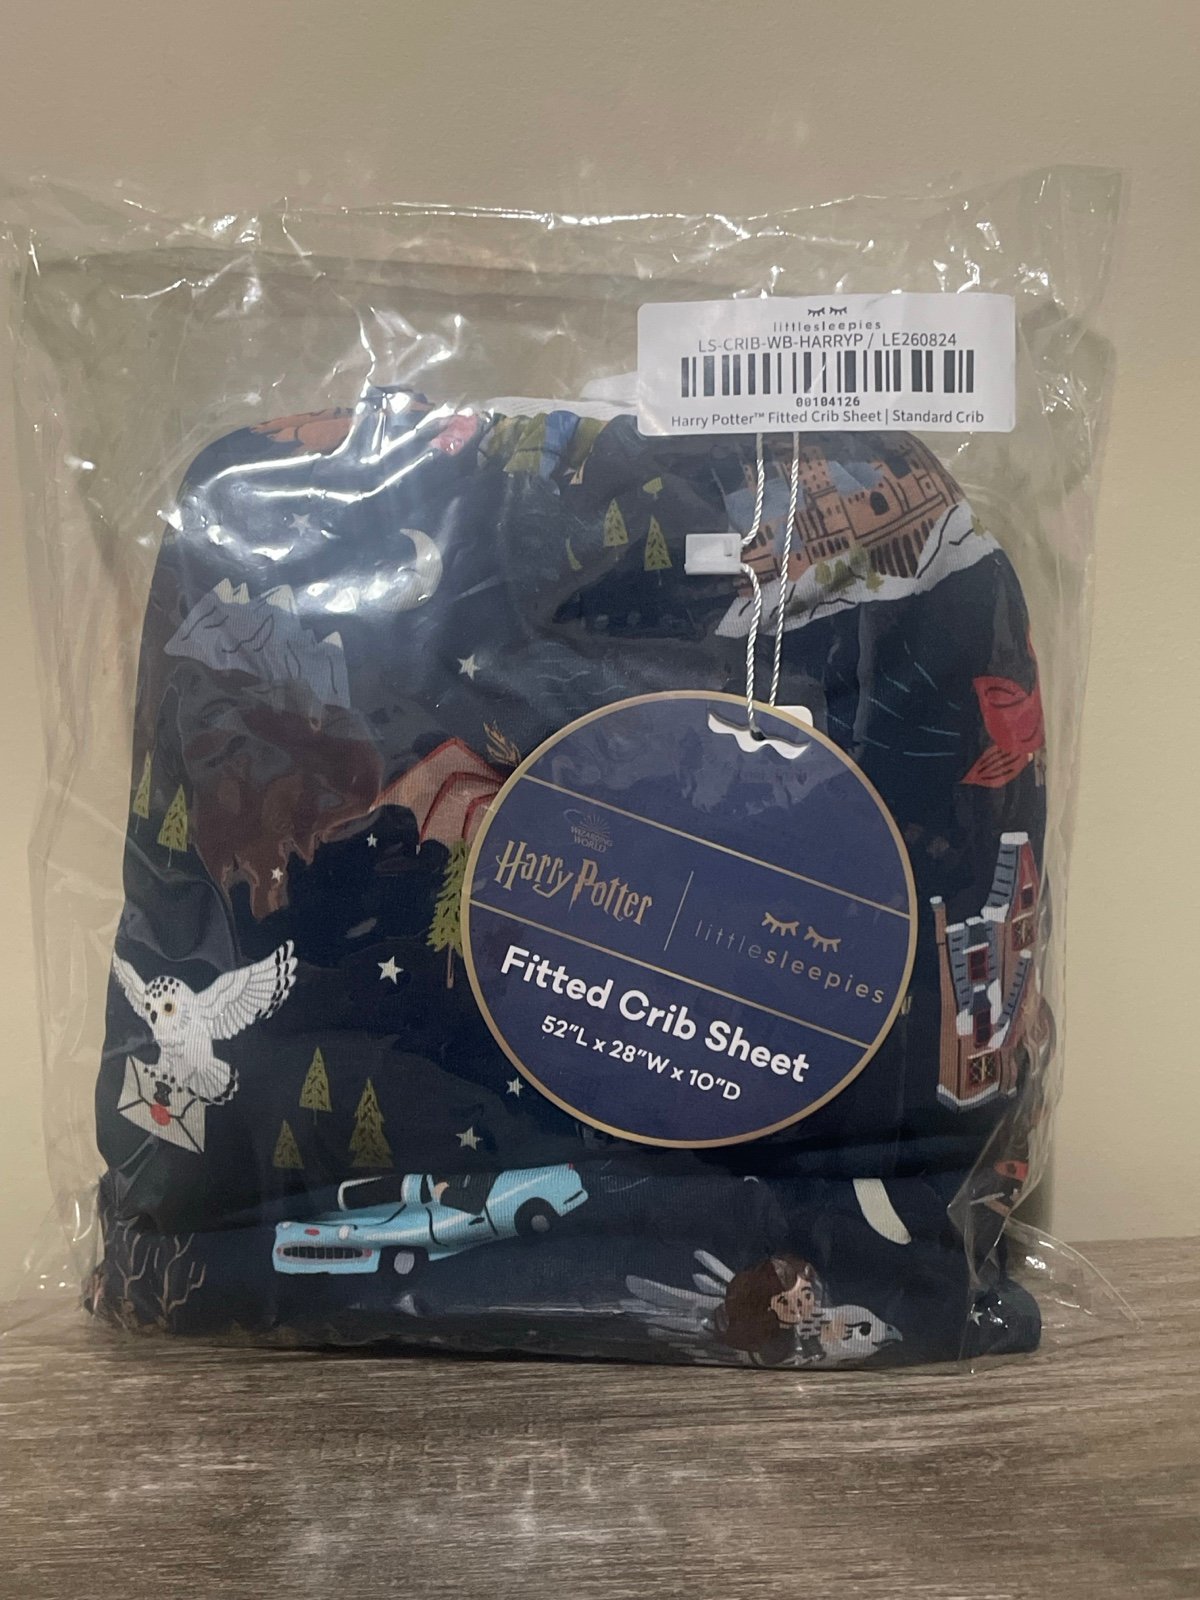 littlesleepies
LS-CRIB-WB-HARRYP / LE260824
00104126
Harry Potter™ Fitted Crib Sheet | Standard Crib
WIZARDING
WORLD
Harry Potter
littlesleepies
Fitted Crib Sheet
52"L x 28"W x 10"D